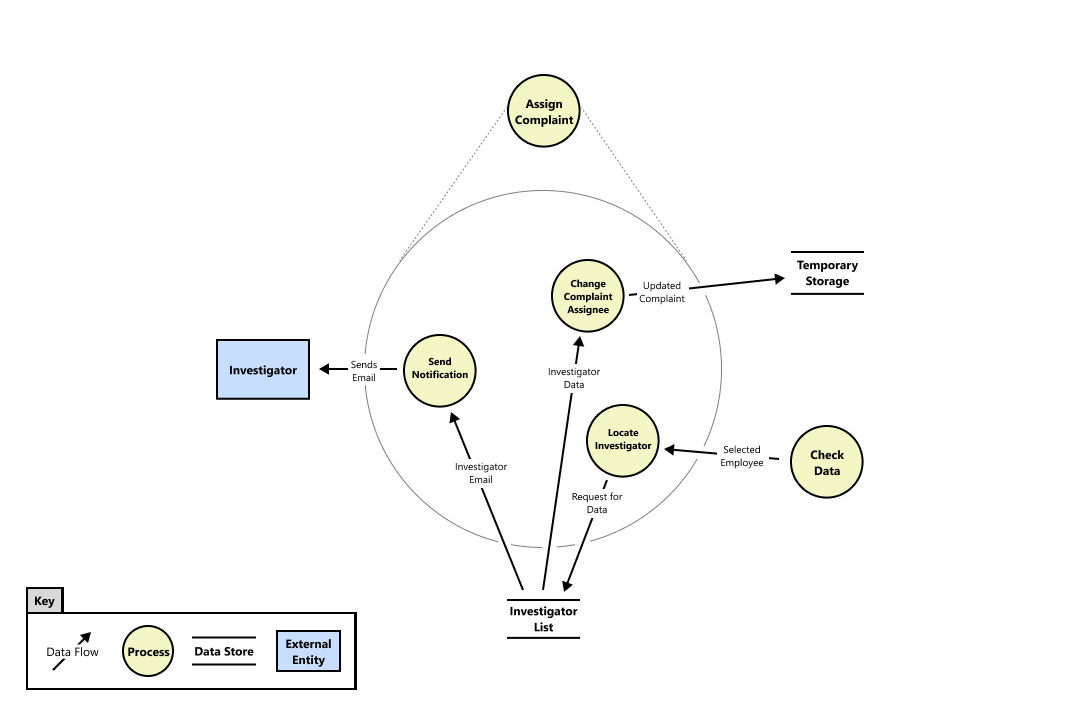 Assign
Complaint
Change
Complaint
Assignee
Updated
Complaint
Temporary
Storage
Investigator
Sends
Email
Send
Notification
Investigator
Data
Locate
Investigator
Selected
Employee
Check
Data
Investigator
Email
Request for
Data
Investigator
List
Key
Data Flow
Process
Data Store
External
Entity